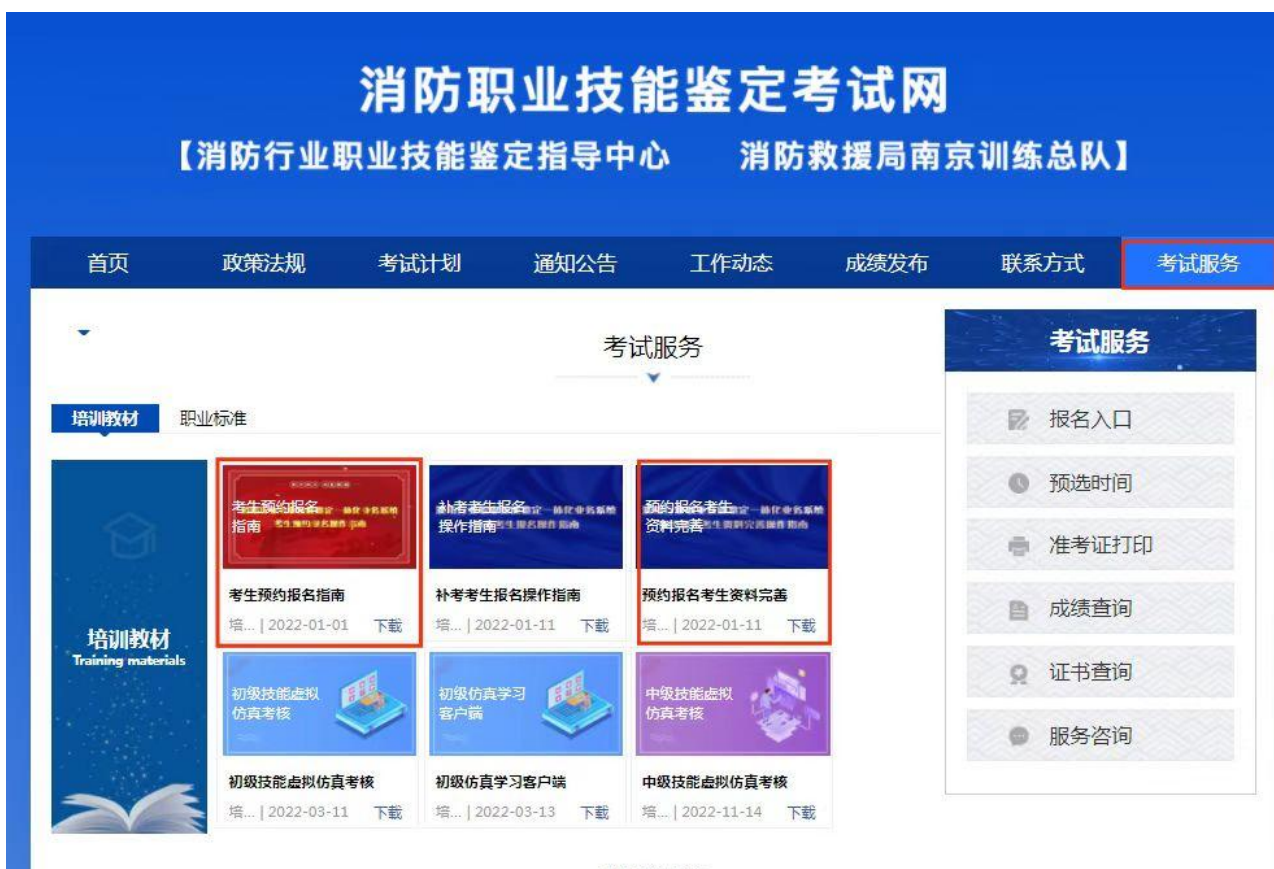 消防职业技能鉴定考试网
【消防行业职业技能鉴定指导中心 消防救援局南京训练总队】
首页 政策法规 考试计划 通知公告 工作动态 成绩发布 联系方式 考试服务
考试服务
培训教材 职业标准
培训教材
Training materials
考生预约报名
指南
考生预约报名指南
培... | 2022-01-01 下载
补考考生报名
操作指南
补考考生报名操作指南
培... | 2022-01-11 下载
预约报名考生
资料完善
预约报名考生资料完善
培... | 2022-01-11 下载
初级技能虚拟
仿真考核
初级技能虚拟仿真考核
培... | 2022-03-11 下载
初级仿真学习
客户端
初级仿真学习客户端
培... | 2022-03-13 下载
中级技能虚拟
仿真考核
中级技能虚拟仿真考核
培... | 2022-11-14 下载
考试服务
报名入口
预选时间
准考证打印
成绩查询
证书查询
服务咨询